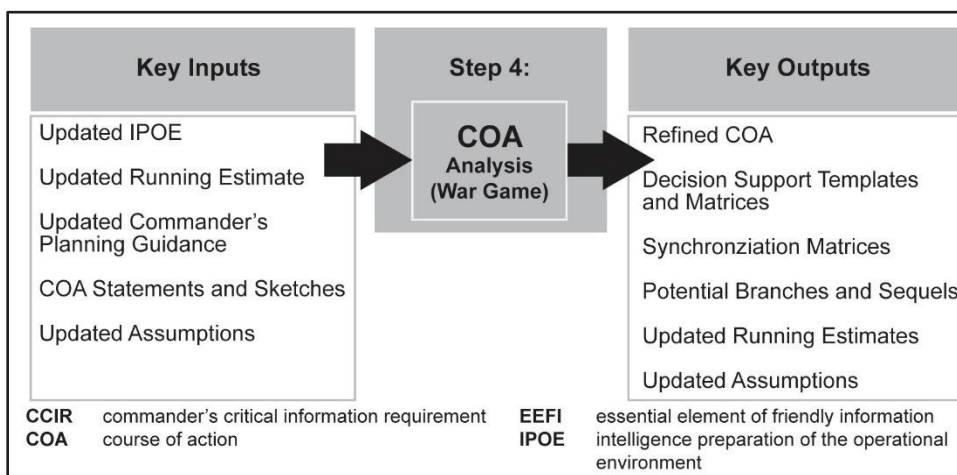 Key Inputs
Updated IPOE
Updated Running Estimate
Updated Commander's
Planning Guidance
COA Statements and Sketches
Updated Assumptions
Step 4:
COA
Analysis
(War Game)
Key Outputs
Refined COA
Decision Support Templates
and Matrices
Synchronziation Matrices
Potential Branches and Sequels
Updated Running Estimates
Updated Assumptions
CCIR commander's critical information requirement
COA course of action
EEFI essential element of friendly information
IPOE intelligence preparation of the operational
environment